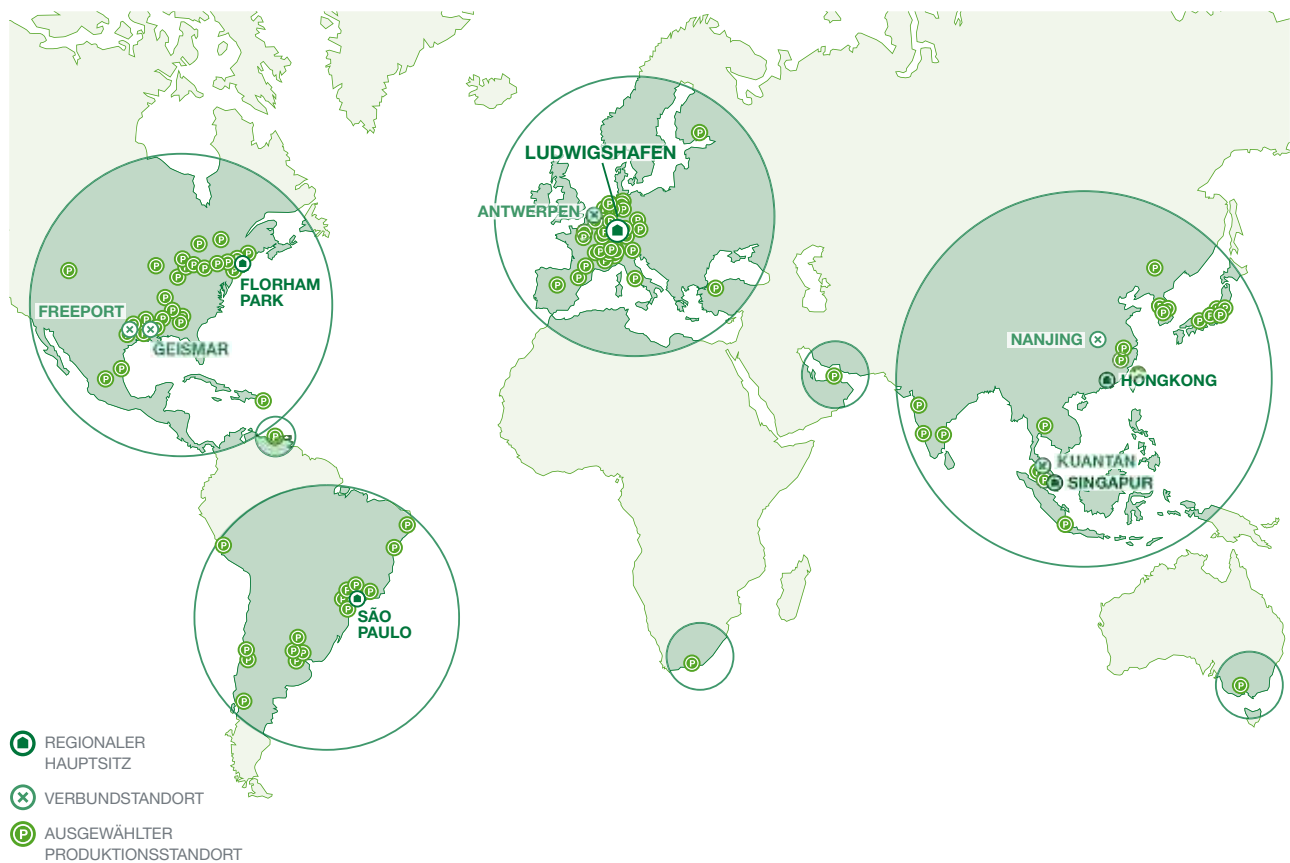 LUDWIGSHAFEN
ANTWERPEN
FLORHAM
PARK
FREEPORT
GEISMAR
NANJING
HONGKONG
KUANTAN
SINGAPUR
SÃO
PAULO
REGIONALER
HAUPTSITZ
VERBUNDSTANDORT
AUSGEWÄHLTER
PRODUKTIONSSTANDORT